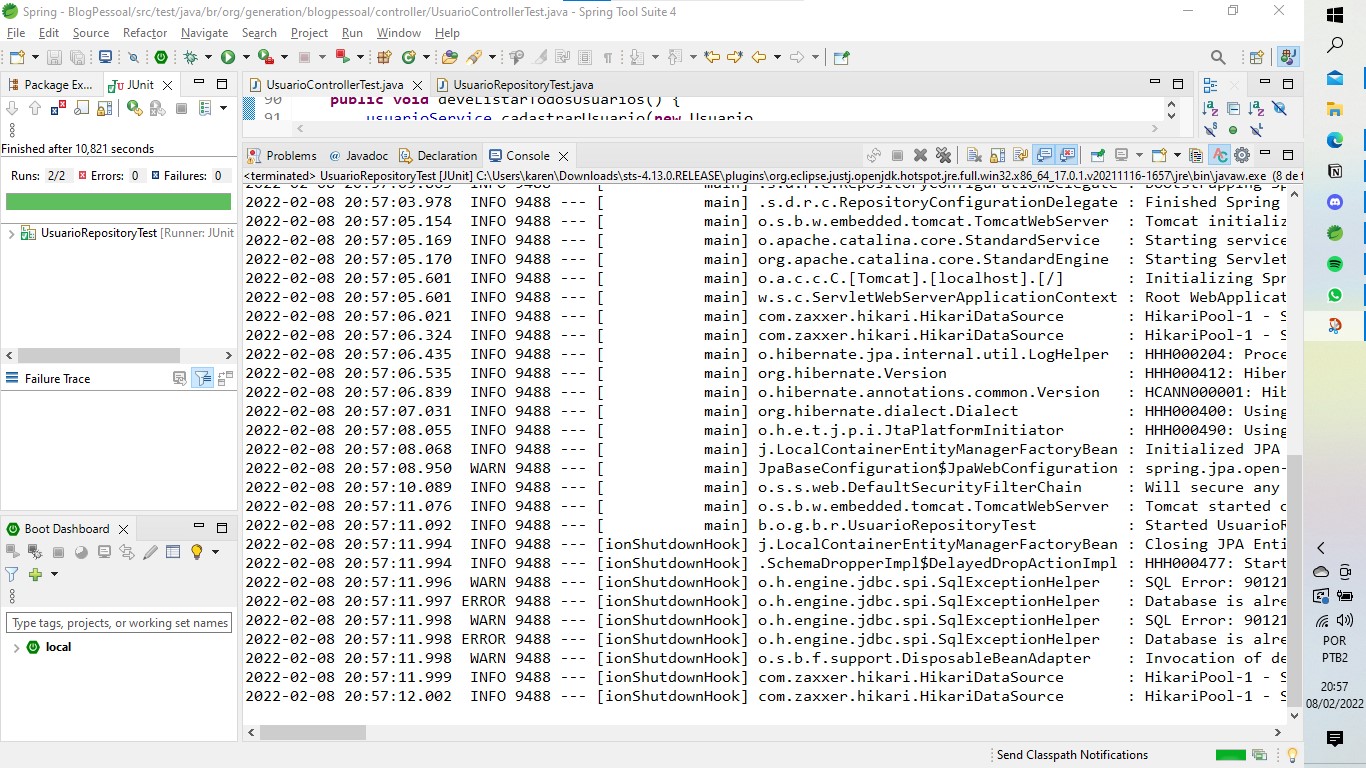 Spring - BlogPessoal/src/test/java/br/org/generation/blogpessoal/controller/UsuarioControllerTest.java - Spring Tool Suite 4
File Edit Source Refactor Navigate Search Project Run Window Help
Package Ex... JUnit
Finished after 10,821 seconds
Runs: 2/2 Errors: 0 Failures: 0
UsuarioRepositoryTest [Runner: JUnit
Failure Trace
Boot Dashboard
Type tags, projects, or working set names
local
UsuarioControllerTest.java UsuarioRepositoryTest.java
90 public void deveListarTodosUsuarios() {
91 usuarioService.cadastrarUsuario(new Usuario
Problems Javadoc Declaration Console
<terminated> UsuarioRepositoryTest [JUnit] C:\Users\karen\Downloads\sts-4.13.0.RELEASE\plugins\org.eclipse.justj.openjdk.hotspot.jre.full.win32.x86_64_17.0.1.v20211116-1657\jre\bin\javaw.exe (8 de f
2022-02-08 20:57:03.978 INFO 9488 --- [ main] .s.d.r.c.RepositoryConfigurationDelegate : Finished Spring
2022-02-08 20:57:05.154 INFO 9488 --- [ main] o.s.b.w.embedded.tomcat.TomcatWebServer : Tomcat initializ
2022-02-08 20:57:05.169 INFO 9488 --- [ main] o.apache.catalina.core.StandardService : Starting service
2022-02-08 20:57:05.170 INFO 9488 --- [ main] org.apache.catalina.core.StandardEngine : Starting Servlet
2022-02-08 20:57:05.601 INFO 9488 --- [ main] o.a.c.c.C.[Tomcat].[localhost].[/] : Initializing Spr
2022-02-08 20:57:05.601 INFO 9488 --- [ main] w.s.c.ServletWebServerApplicationContext : Root WebApplicat
2022-02-08 20:57:06.021 INFO 9488 --- [ main] com.zaxxer.hikari.HikariDataSource : HikariPool-1 - S
2022-02-08 20:57:06.324 INFO 9488 --- [ main] com.zaxxer.hikari.HikariDataSource : HikariPool-1 - S
2022-02-08 20:57:06.435 INFO 9488 --- [ main] o.hibernate.jpa.internal.util.LogHelper : HHH000204: Proce
2022-02-08 20:57:06.535 INFO 9488 --- [ main] org.hibernate.Version : HHH000412: Hiber
2022-02-08 20:57:06.839 INFO 9488 --- [ main] o.hibernate.annotations.common.Version : HCANN000001: Hib
2022-02-08 20:57:07.031 INFO 9488 --- [ main] org.hibernate.dialect.Dialect : HHH000400: Using
2022-02-08 20:57:08.055 INFO 9488 --- [ main] o.h.e.t.j.p.i.JtaPlatformInitiator : HHH000490: Using
2022-02-08 20:57:08.068 INFO 9488 --- [ main] j.LocalContainerEntityManagerFactoryBean : Initialized JPA
2022-02-08 20:57:08.950 WARN 9488 --- [ main] JpaBaseConfiguration$JpaWebConfiguration : spring.jpa.open-
2022-02-08 20:57:10.089 INFO 9488 --- [ main] o.s.s.web.DefaultSecurityFilterChain : Will secure any
2022-02-08 20:57:11.076 INFO 9488 --- [ main] o.s.b.w.embedded.tomcat.TomcatWebServer : Tomcat started o
2022-02-08 20:57:11.092 INFO 9488 --- [ main] b.o.g.b.r.UsuarioRepositoryTest : Started UsuarioR
2022-02-08 20:57:11.994 INFO 9488 --- [ionShutdownHook] j.LocalContainerEntityManagerFactoryBean : Closing JPA Enti
2022-02-08 20:57:11.994 INFO 9488 --- [ionShutdownHook] .SchemaDropperImpl$DelayedDropActionImpl : HHH000477: Start
2022-02-08 20:57:11.996 WARN 9488 --- [ionShutdownHook] o.h.engine.jdbc.spi.SqlExceptionHelper : SQL Error: 90121
2022-02-08 20:57:11.997 ERROR 9488 --- [ionShutdownHook] o.h.engine.jdbc.spi.SqlExceptionHelper : Database is alre
2022-02-08 20:57:11.998 WARN 9488 --- [ionShutdownHook] o.h.engine.jdbc.spi.SqlExceptionHelper : SQL Error: 90121
2022-02-08 20:57:11.998 ERROR 9488 --- [ionShutdownHook] o.h.engine.jdbc.spi.SqlExceptionHelper : Database is alre
2022-02-08 20:57:11.998 WARN 9488 --- [ionShutdownHook] o.s.b.f.support.DisposableBeanAdapter : Invocation of de
2022-02-08 20:57:11.999 INFO 9488 --- [ionShutdownHook] com.zaxxer.hikari.HikariDataSource : HikariPool-1 - S
2022-02-08 20:57:12.002 INFO 9488 --- [ionShutdownHook] com.zaxxer.hikari.HikariDataSource : HikariPool-1 - S
Send Classpath Notifications
POR
PTB2
20:57
08/02/2022